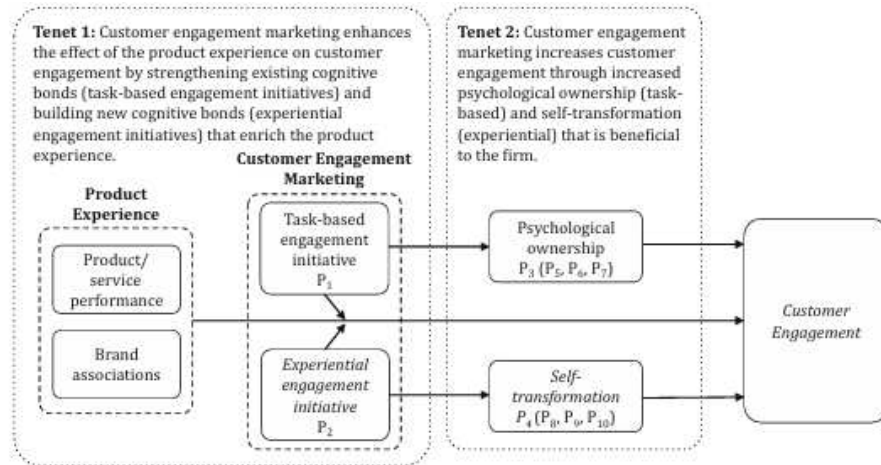 Tenet 1: Customer engagement marketing enhances
the effect of the product experience on customer
engagement by strengthening existing cognitive
bonds (task-based engagement initiatives) and
building new cognitive bonds (experiential
engagement initiatives) that enrich the product
experience.
Tenet 2: Customer engagement
marketing increases customer
engagement through increased
psychological ownership (task-
based) and self-transformation
(experiential) that is beneficial
to the firm.
Customer Engagement
Marketing
Product
Experience
Product/
service
performance
Brand
associations
Task-based
engagement
initiative
P1
Experiential
engagement
initiative
P2
Psychological
ownership
P3 (P5, P6, P7)
Self-
transformation
P4 (P8, P9, P10)
Customer
Engagement